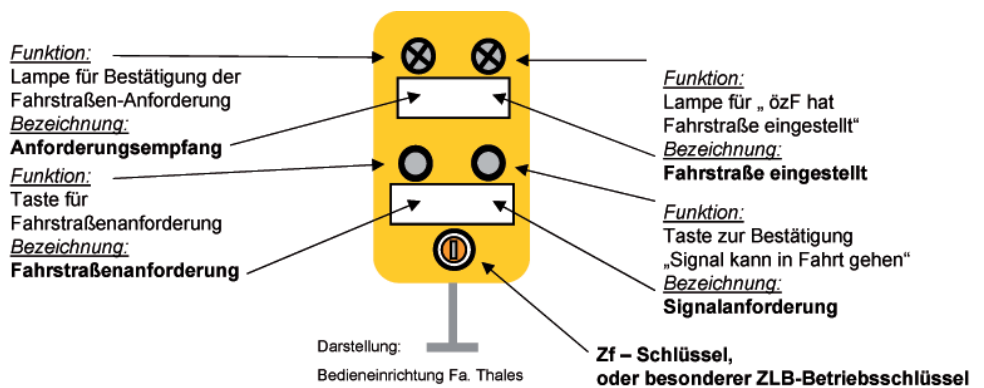 Funktion:
Lampe für Bestätigung der
Fahrstraßen-Anforderung
Bezeichnung:
Anforderungsempfang
Funktion:
Taste für
Fahrstraßenanforderung
Bezeichnung:
Fahrstraßenanforderung
Funktion:
Lampe für „ özF hat
Fahrstraße eingestellt“
Bezeichnung:
Fahrstraße eingestellt
Funktion:
Taste zur Bestätigung
„Signal kann in Fahrt gehen“
Bezeichnung:
Signalanforderung
Zf – Schlüssel,
oder besonderer ZLB-Betriebsschlüssel
Darstellung:
Bedieneinrichtung Fa. Thales